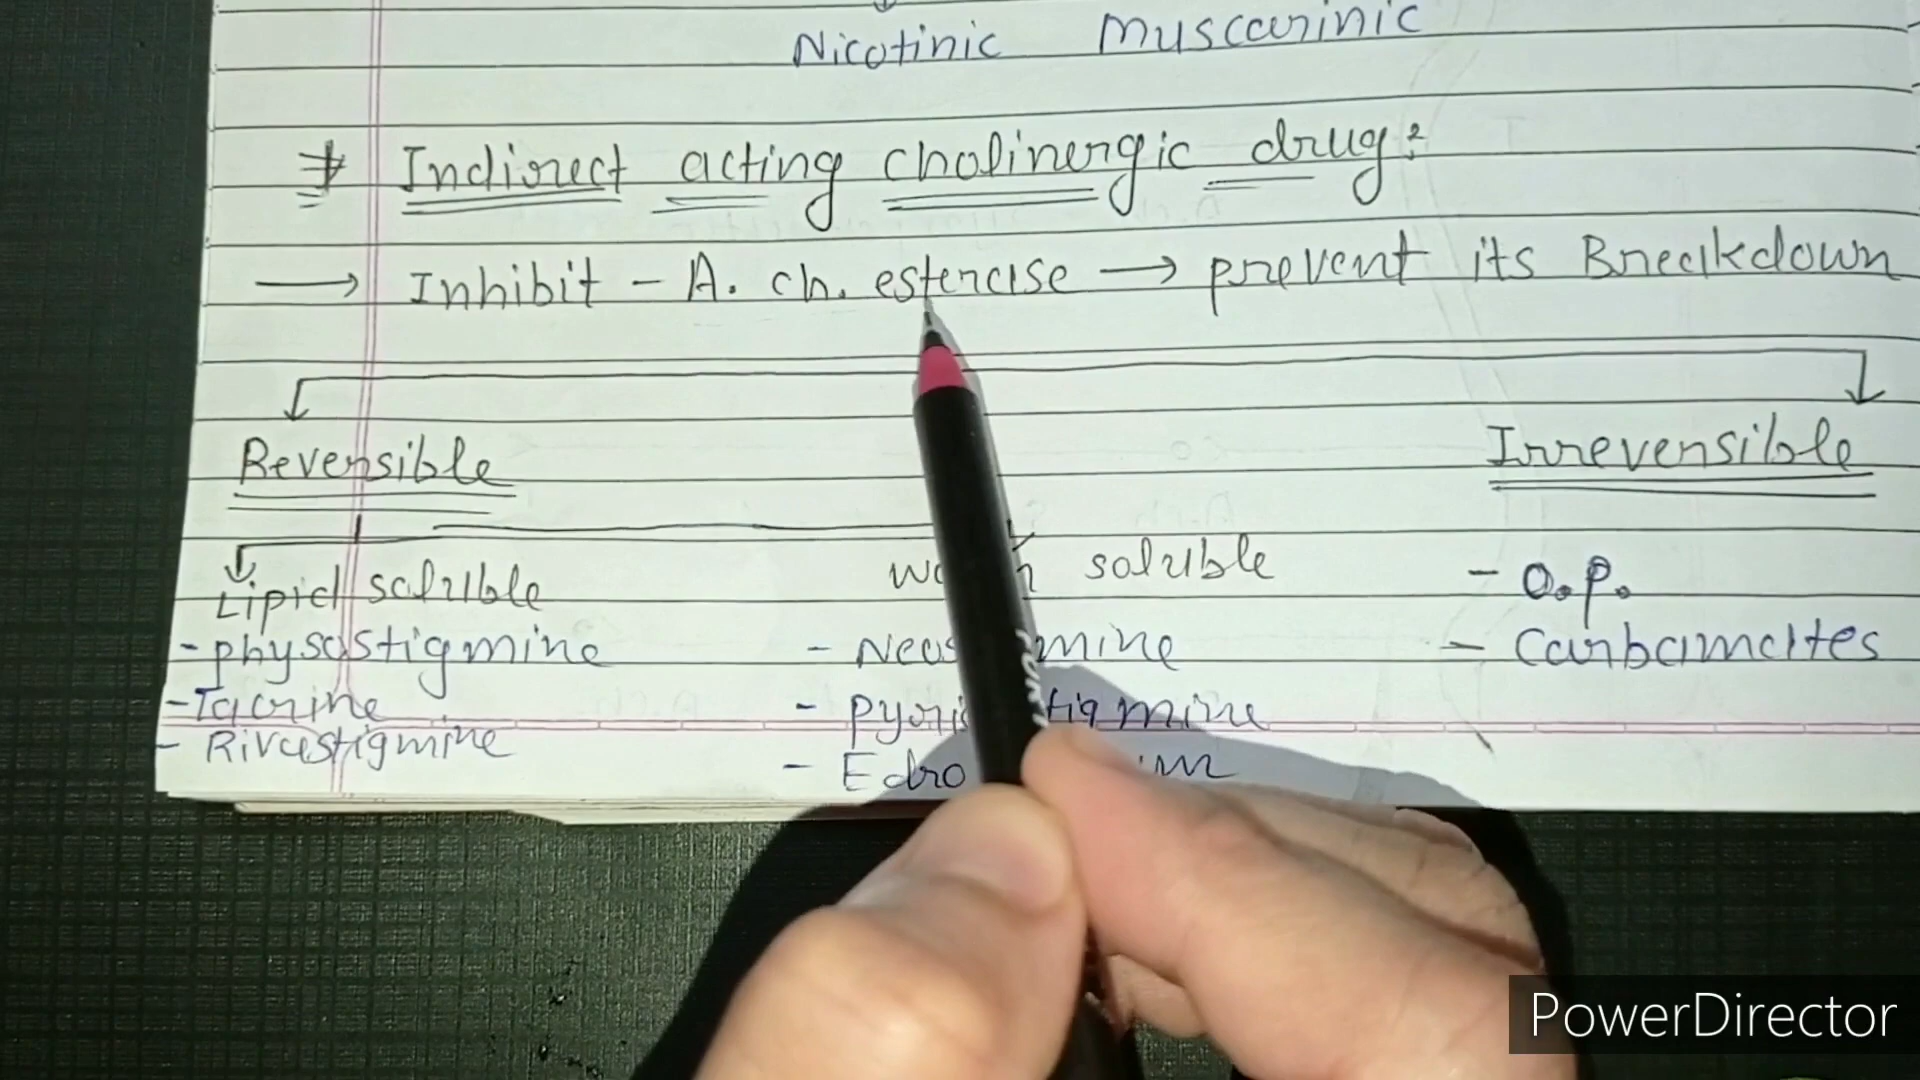 Nicotinic Muscarinic
Indirect acting cholinergic drug:
→ Inhibit - A. ch. esterase → prevent its Breakdown
Reversible Irreversible
Lipid soluble soluble - O.P.
- physostigmine - - Carbamates
- Tacrine -
- Rivastigmine -
PowerDirector